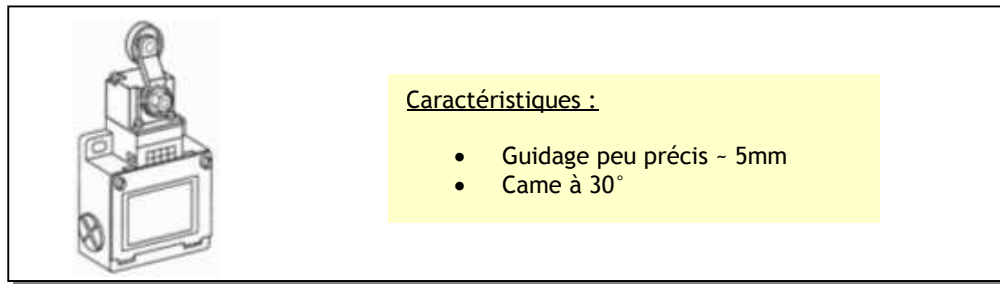 Caractéristiques :
• Guidage peu précis ~ 5mm
• Came à 30°